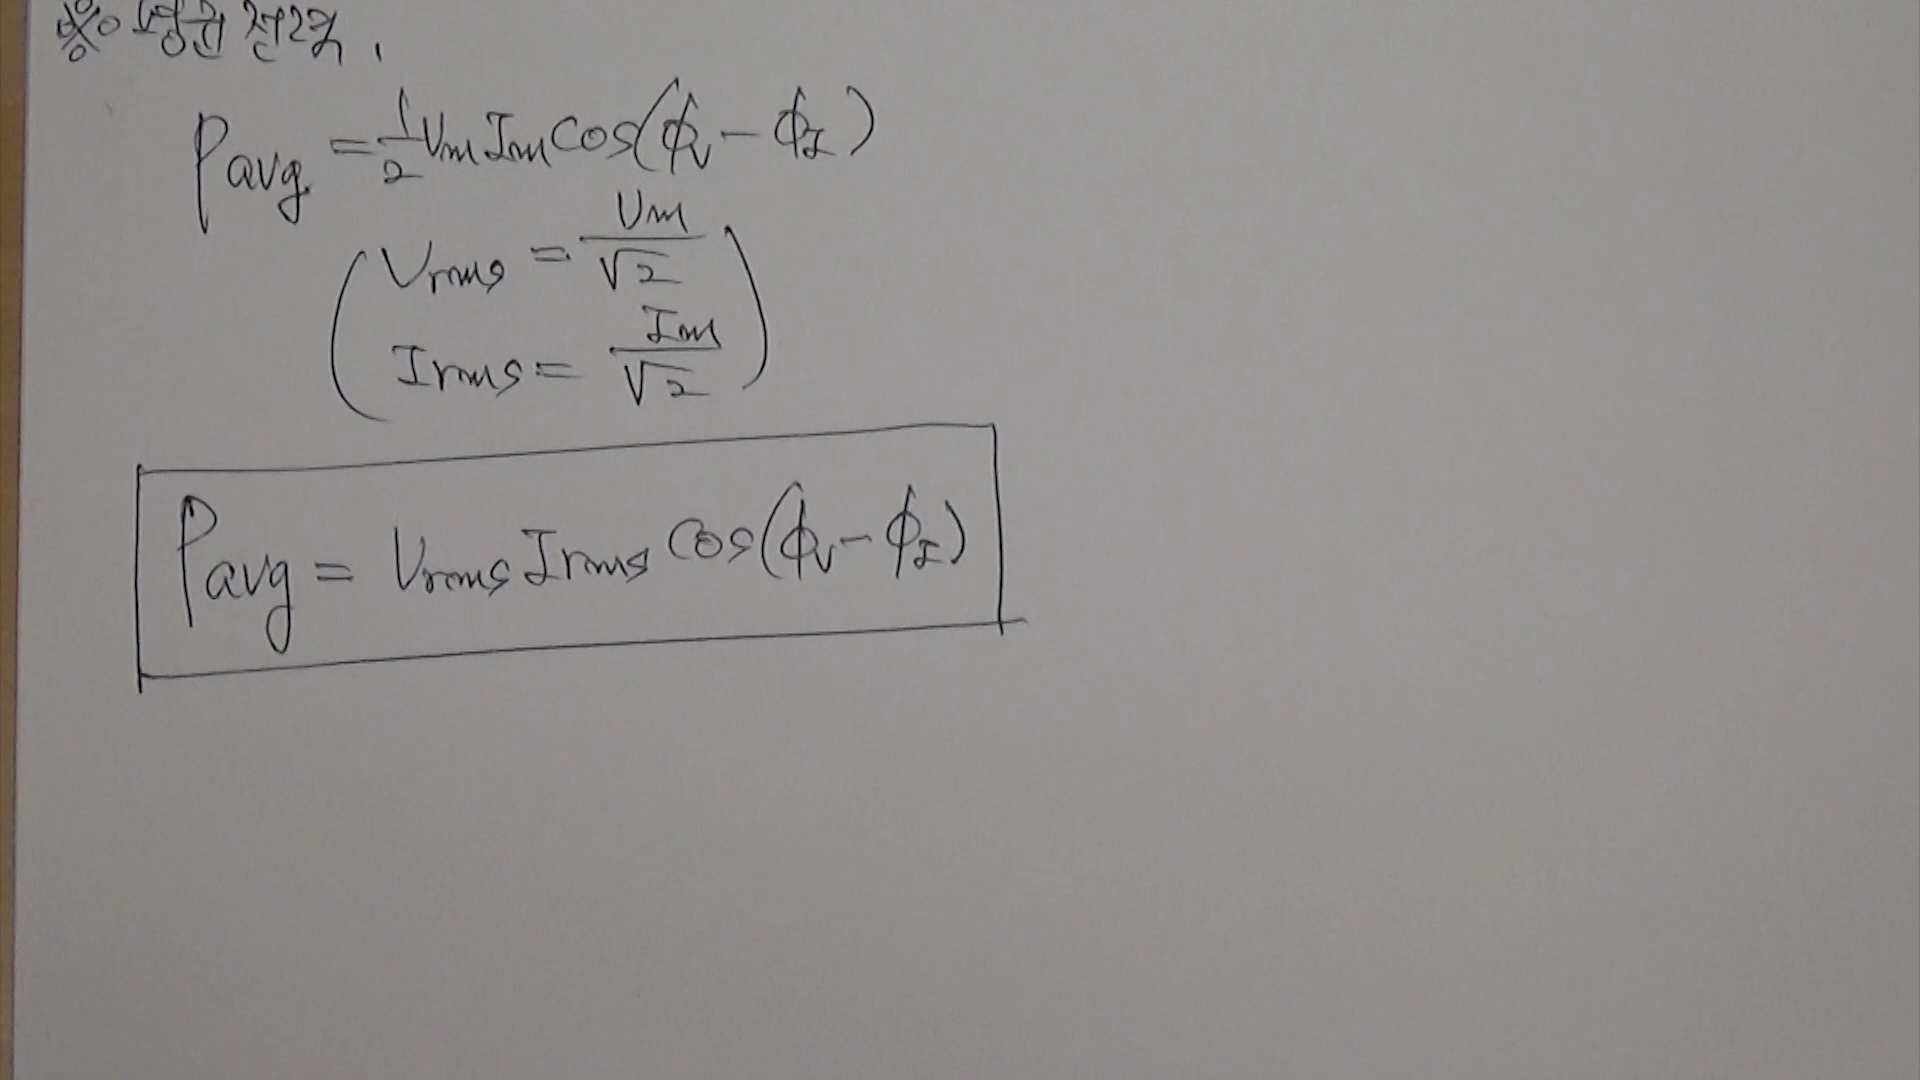 ※ 평균전력.
Pavg = 1/2 Vm Im cos(ϕv - ϕI)
(Vrms = Vm/√2
Irms = Im/√2)
Pavg = Vrms Irms cos(ϕv - ϕI)